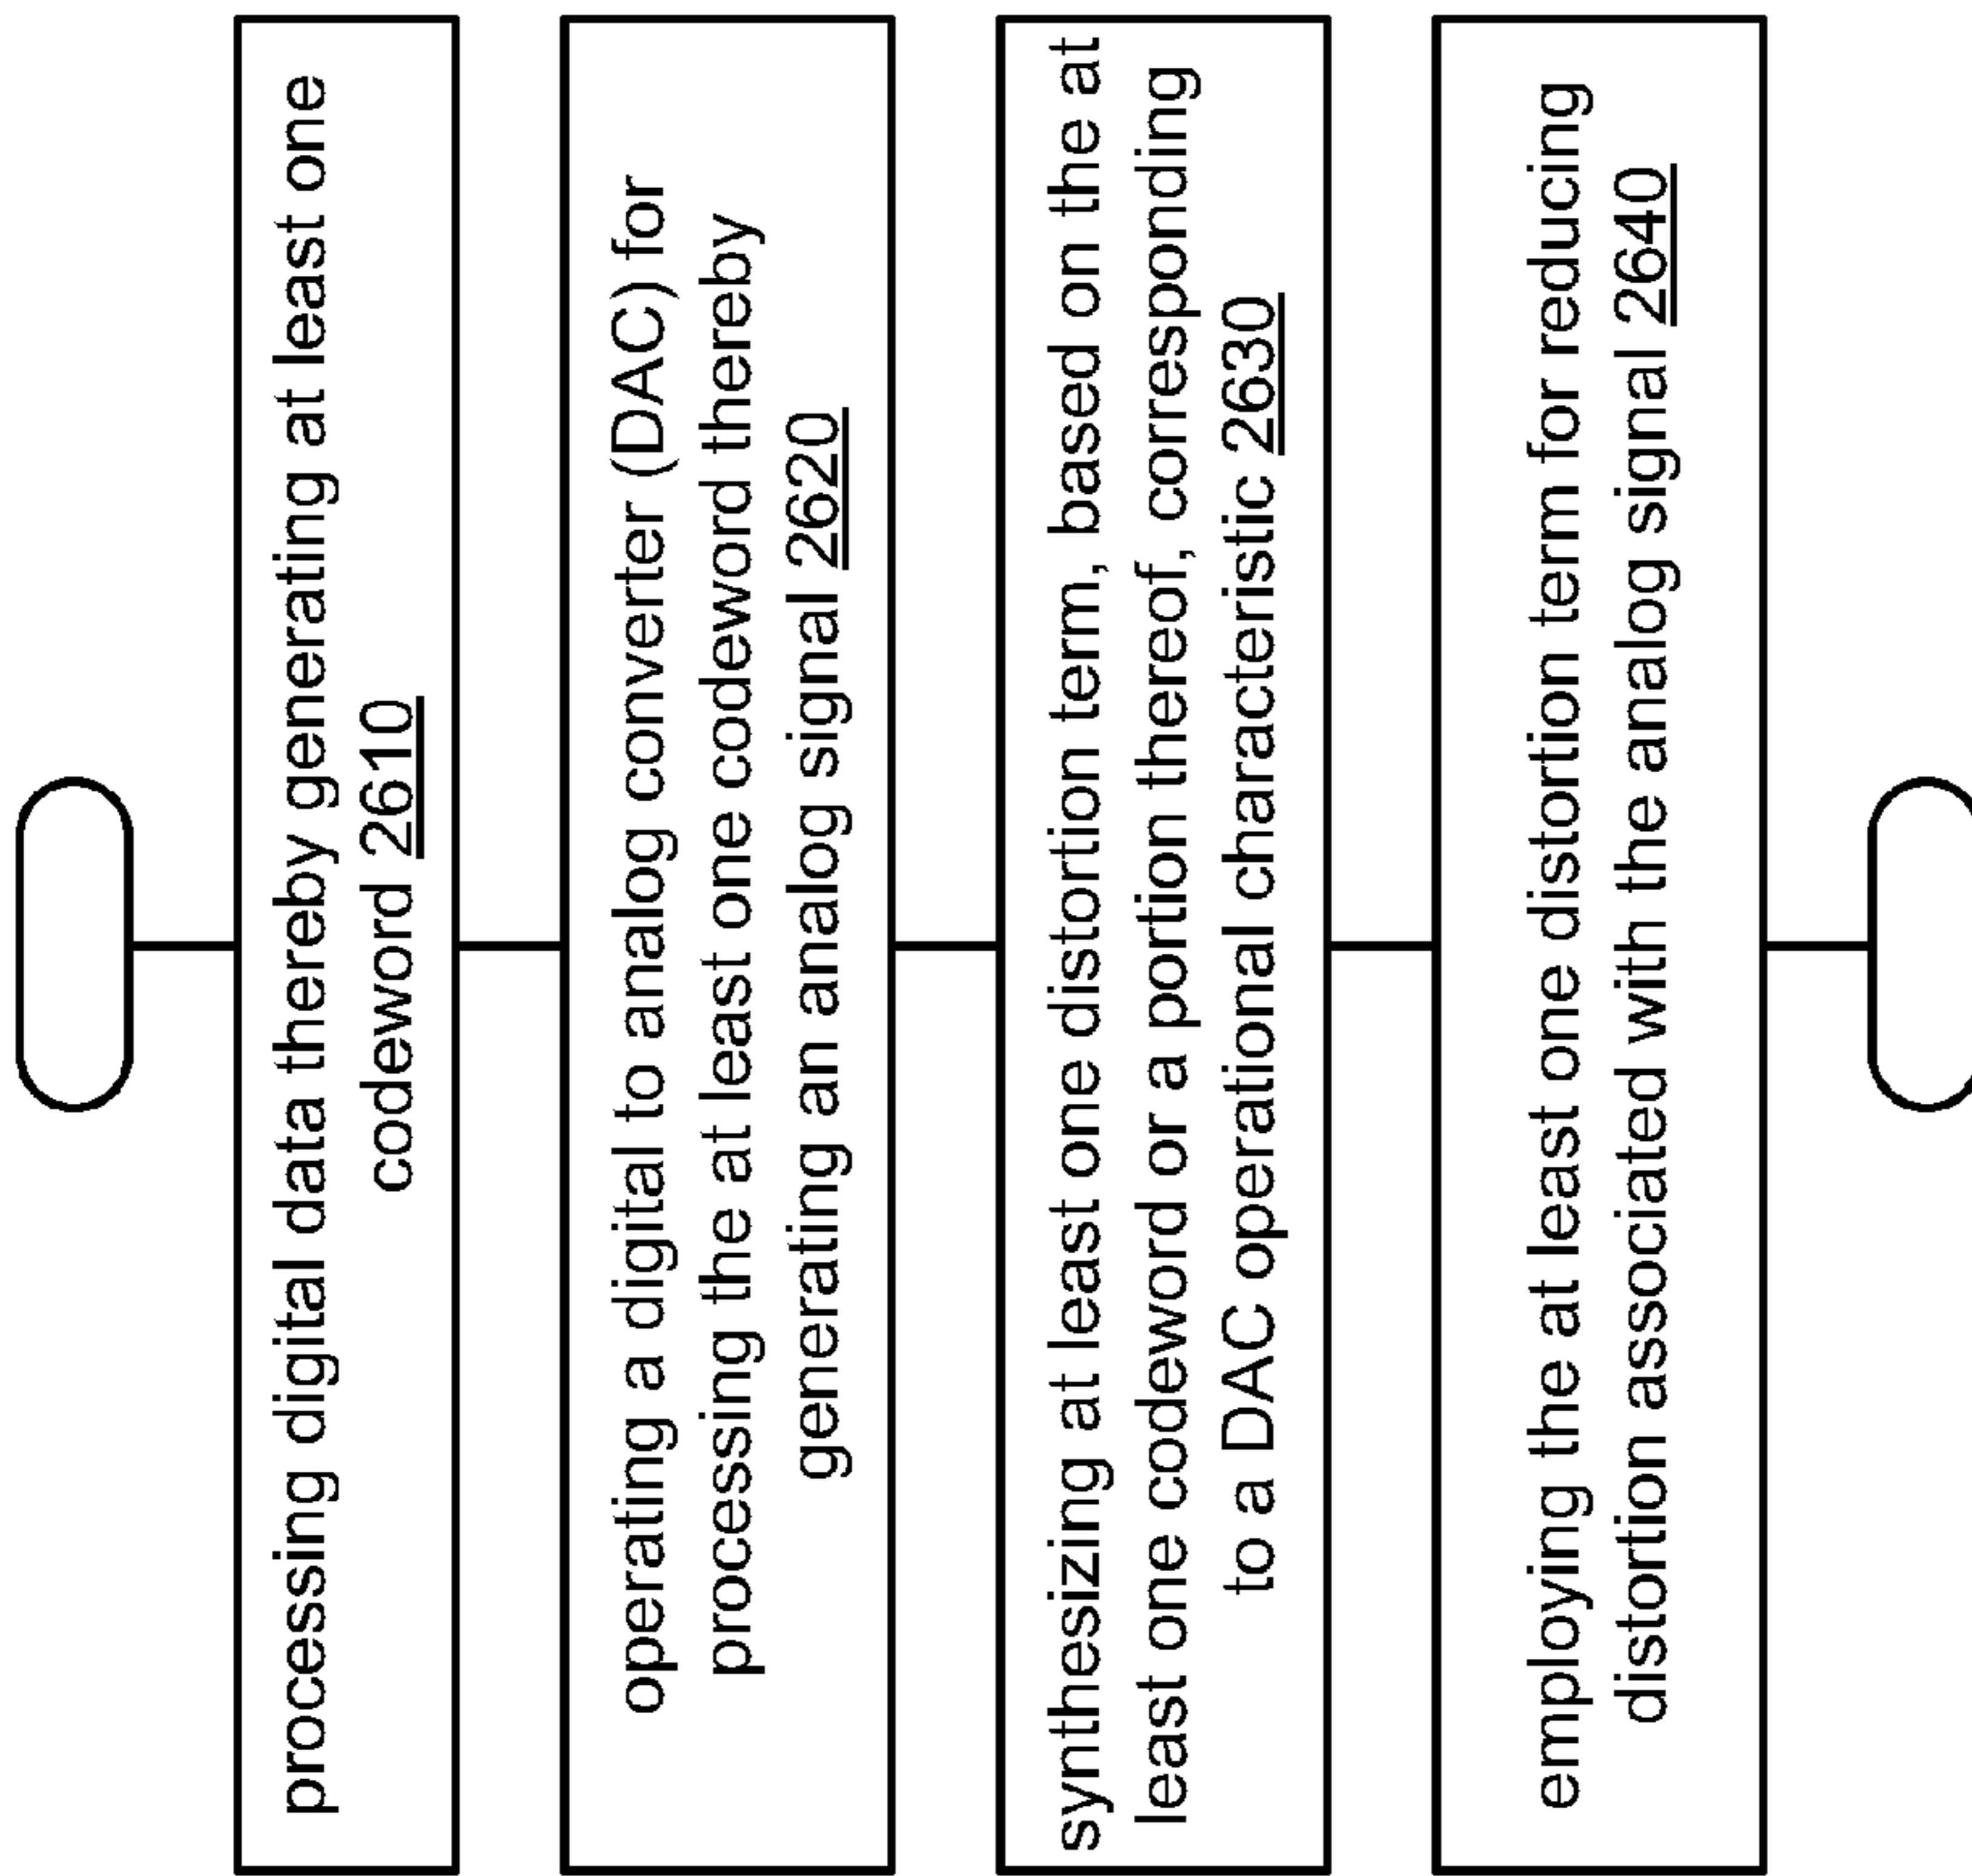 processing digital data thereby generating at least one
codeword 2610
operating a digital to analog converter (DAC) for
processing the at least one codeword thereby
generating an analog signal 2620
synthesizing at least one distortion term, based on the at
least one codeword or a portion thereof, corresponding
to a DAC operational characteristic 2630
employing the at least one distortion term for reducing
distortion associated with the analog signal 2640